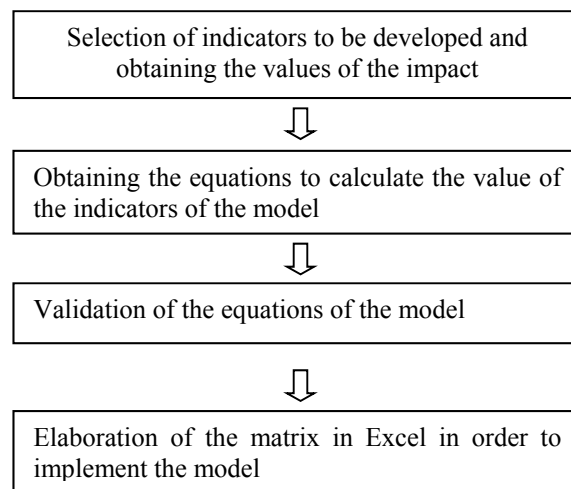 Selection of indicators to be developed and
obtaining the values of the impact
Obtaining the equations to calculate the value of
the indicators of the model
Validation of the equations of the model
Elaboration of the matrix in Excel in order to
implement the model